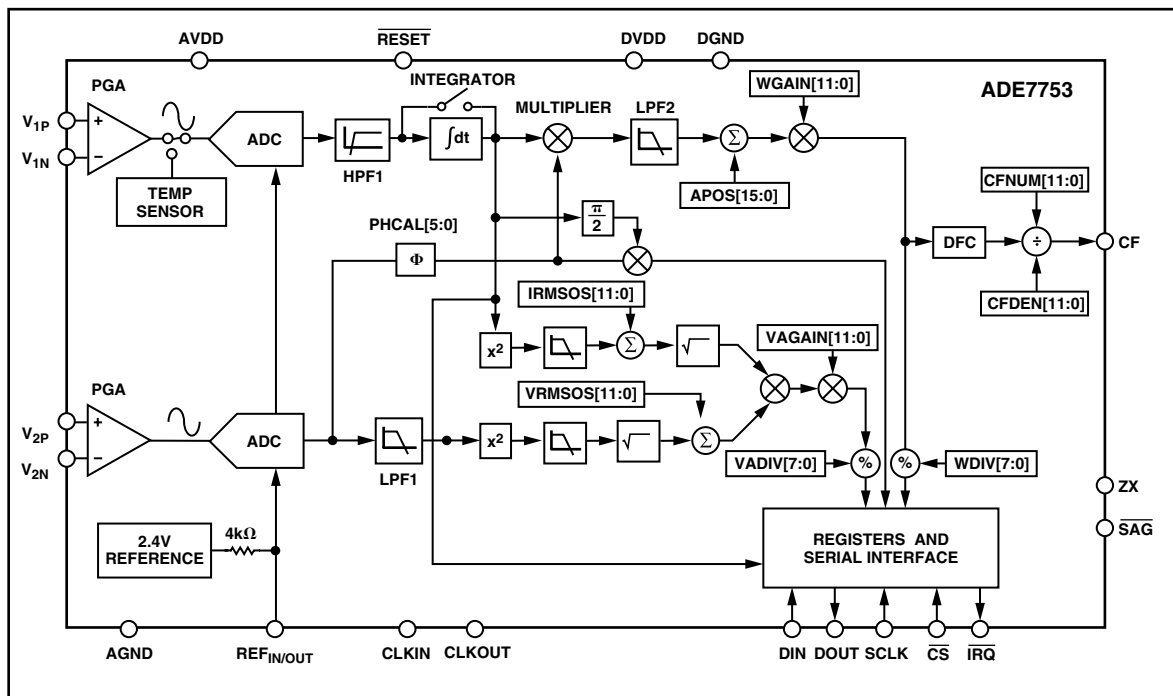 AVDD
RESET
DVDD
DGND
PGA
INTEGRATOR
WGAIN[11:0]
ADE7753
MULTIPLIER
LPF2
V1P
+
ADC
∫dt
Σ
V1N
−
HPF1
TEMP
SENSOR
APOS[15:0]
CFNUM[11:0]
π
2
PHCAL[5:0]
DFC
÷
CF
Φ
IRMSOS[11:0]
CFDEN[11:0]
x²
Σ
√
VAGAIN[11:0]
PGA
VRMSOS[11:0]
V2P
+
ADC
x²
√
Σ
V2N
−
LPF1
VADIV[7:0]
%
%
WDIV[7:0]
ZX
2.4V
REFERENCE
4kΩ
REGISTERS AND
SERIAL INTERFACE
SAG
AGND
REFIN/OUT
CLKIN
CLKOUT
DIN
DOUT
SCLK
CS
IRQ